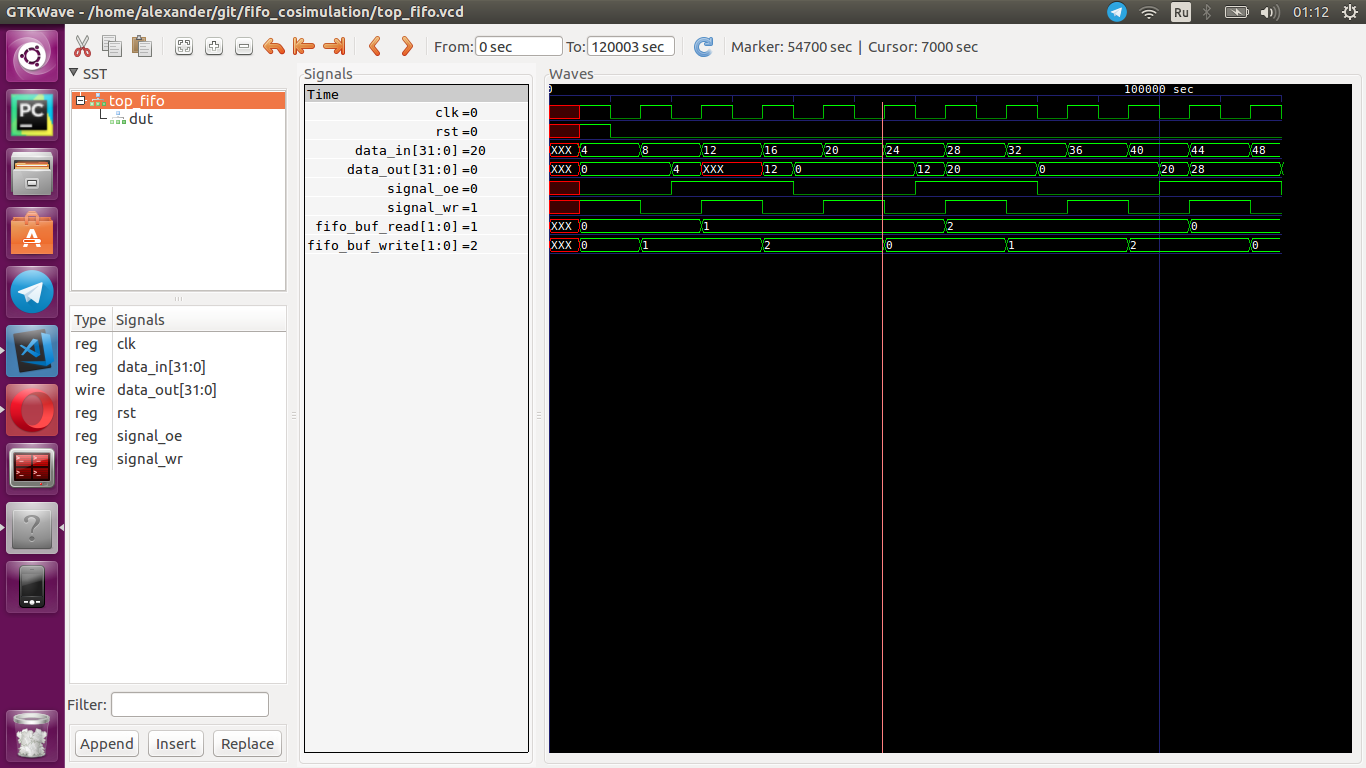 GTKWave - /home/alexander/git/fifo_cosimulation/top_fifo.vcd
Ru
01:12
From: 0 sec To: 120003 sec Marker: 54700 sec | Cursor: 7000 sec
SST
top_fifo
dut
Type Signals
reg clk
reg data_in[31:0]
wire data_out[31:0]
reg rst
reg signal_oe
reg signal_wr
Filter:
Append Insert Replace
Signals
Time
clk=0
rst=0
data_in[31:0]=20
data_out[31:0]=0
signal_oe=0
signal_wr=1
fifo_buf_read[1:0]=1
fifo_buf_write[1:0]=2
Waves
0 100000 sec
XXX 4 8 12 16 20 24 28 32 36 40 44 48
XXX 0 4 XXX 12 0 12 20 0 20 28
XXX 0 1 2 0
XXX 0 1 2 0 1 2 0
PC
A
?